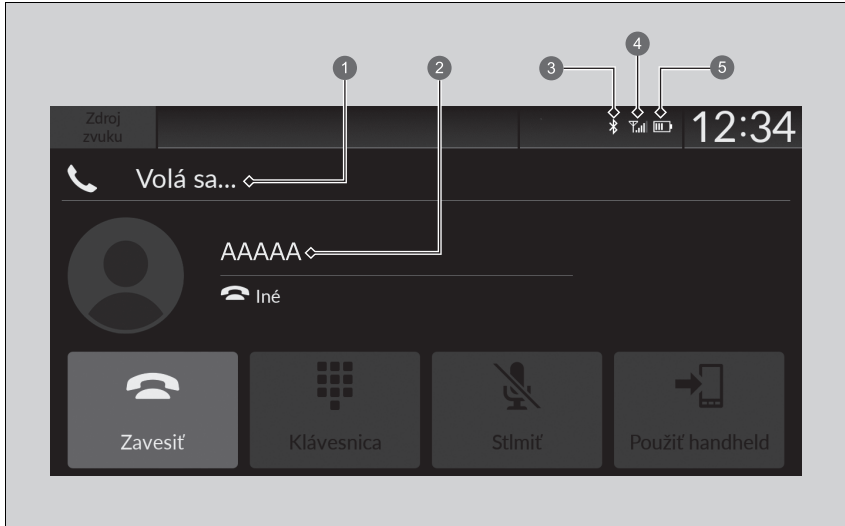 1
2
3
4
5
Zdroj
zvuku
12:34
Volá sa...
AAAAA
Iné
Zavesiť
Klávesnica
Stlmiť
Použiť handheld